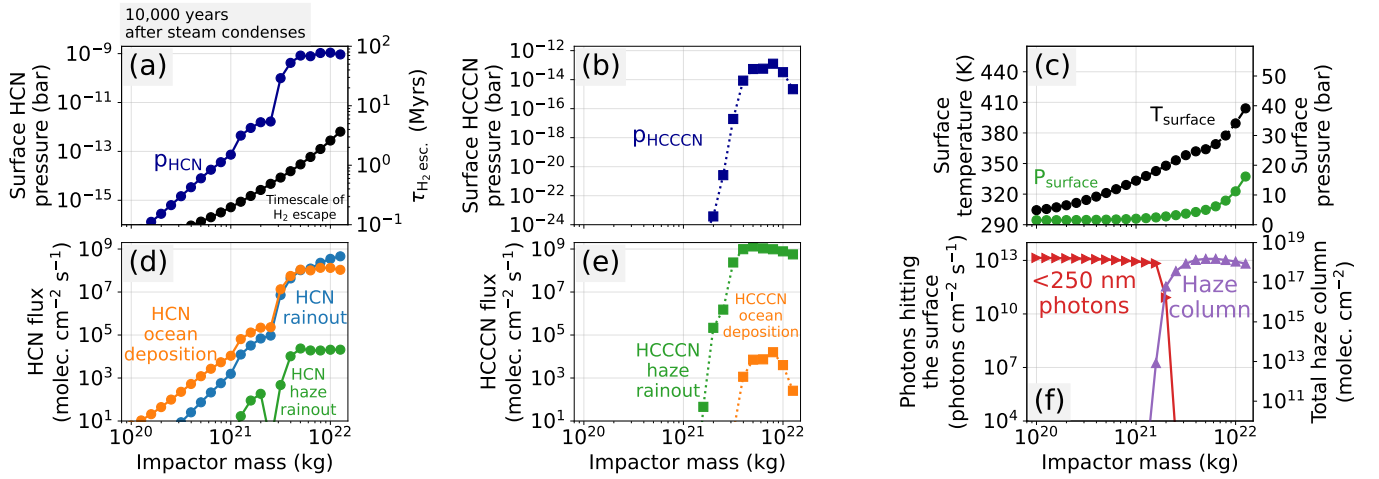 10,000 years
after steam condenses
(a)
Surface HCN
pressure (bar)
10⁻⁹
10⁻¹¹
10⁻¹³
10⁻¹⁵
p_HCN
Timescale of
H₂ escape
10²
10¹
10⁰
10⁻¹
τ_H₂ esc. (Myrs)
(b)
Surface HCCCN
pressure (bar)
10⁻¹²
10⁻¹⁴
10⁻¹⁶
10⁻¹⁸
10⁻²⁰
10⁻²²
10⁻²⁴
p_HCCCN
(c)
Surface
temperature (K)
440
410
380
350
320
290
T_surface
P_surface
50
40
30
20
10
0
Surface
pressure (bar)
(d)
HCN flux
(molec. cm⁻² s⁻¹)
10⁹
10⁷
10⁵
10³
10¹
HCN
ocean
deposition
HCN
rainout
HCN
haze
rainout
10²⁰
10²¹
10²²
Impactor mass (kg)
(e)
HCCCN flux
(molec. cm⁻² s⁻¹)
10⁹
10⁷
10⁵
10³
10¹
HCCCN
haze
rainout
HCCCN
ocean
deposition
10²⁰
10²¹
10²²
Impactor mass (kg)
(f)
Photons hitting
the surface
(photons cm⁻² s⁻¹)
10¹³
10¹⁰
10⁷
10⁴
<250 nm
photons
Haze
column
10¹⁹
10¹⁷
10¹⁵
10¹³
10¹¹
Total haze column
(molec. cm⁻²)
10²⁰
10²¹
10²²
Impactor mass (kg)